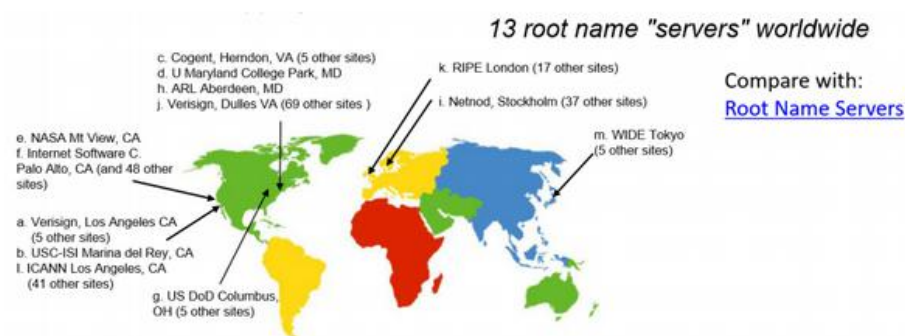 13 root name "servers" worldwide
c. Cogent, Herndon, VA (5 other sites)
d. U Maryland College Park, MD
h. ARL Aberdeen, MD
j. Verisign, Dulles VA (69 other sites )
k. RIPE London (17 other sites)
i. Netnod, Stockholm (37 other sites)
Compare with:
Root Name Servers
m. WIDE Tokyo
(5 other sites)
e. NASA Mt View, CA
f. Internet Software C.
Palo Alto, CA (and 48 other
sites)
a. Verisign, Los Angeles CA
(5 other sites)
b. USC-ISI Marina del Rey, CA
l. ICANN Los Angeles, CA
(41 other sites)
g. US DoD Columbus,
OH (5 other sites)